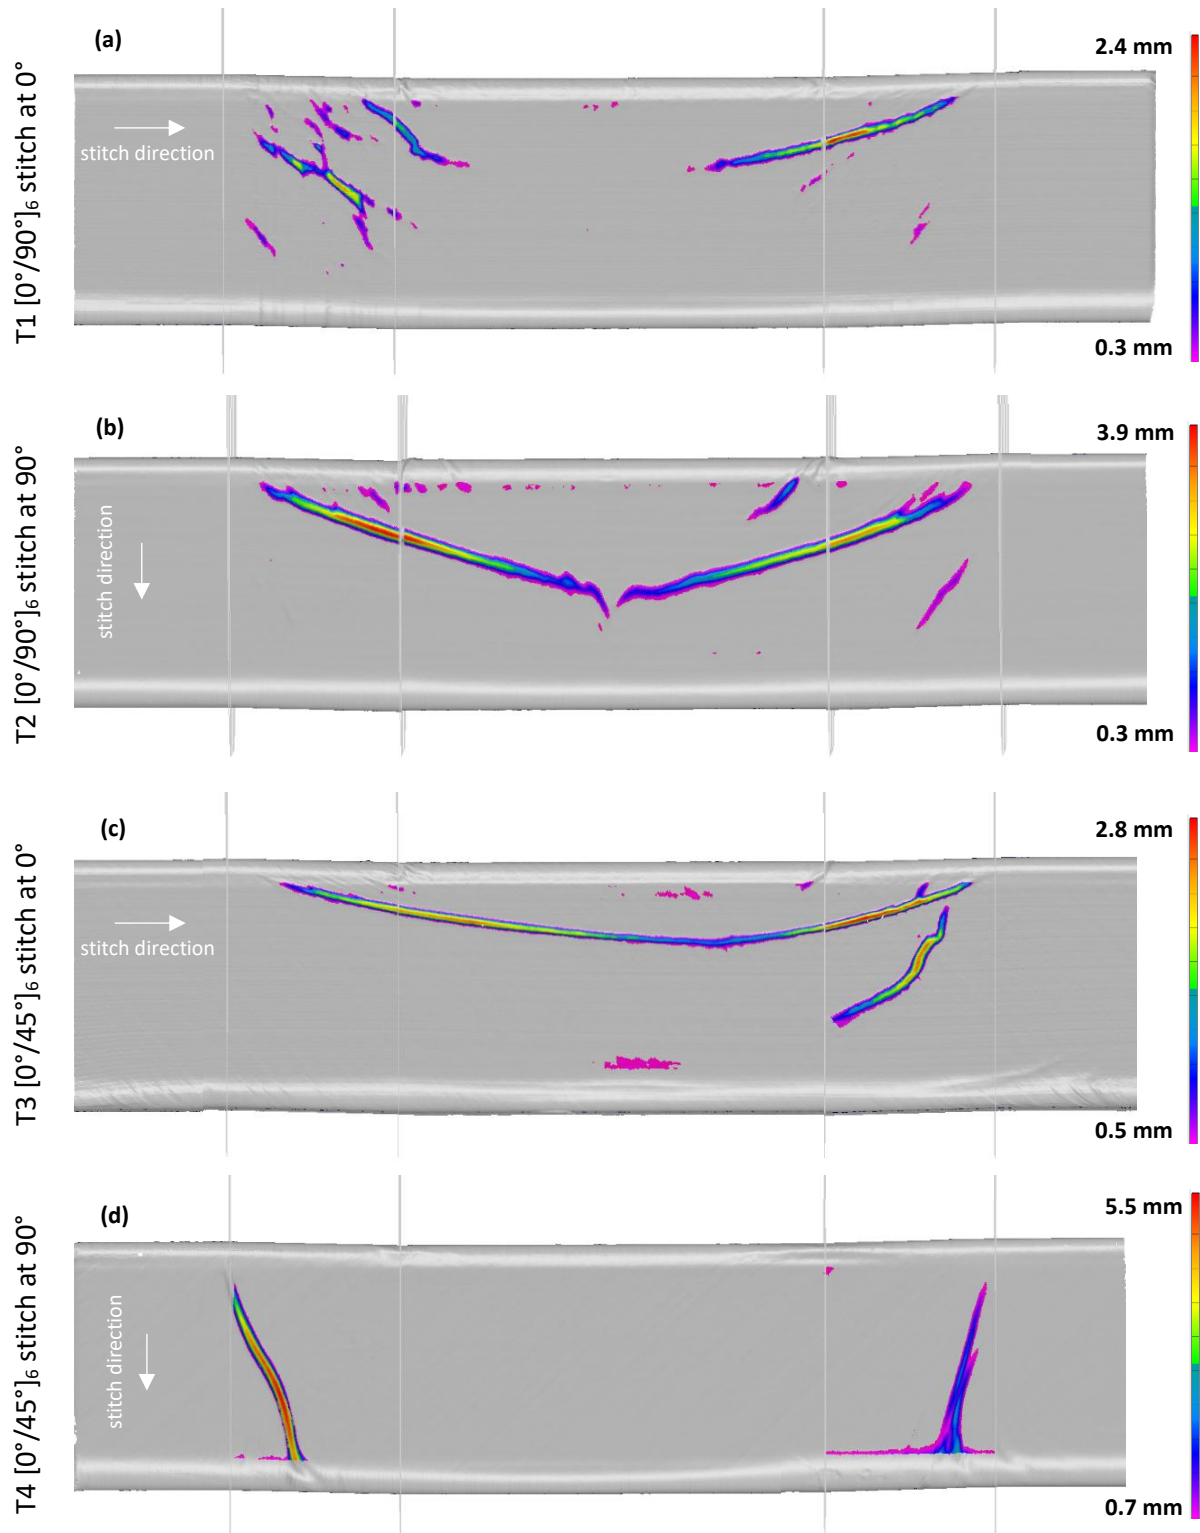 T1 [0°/90°]₆ stitch at 0°
(a)
stitch direction
2.4 mm
0.3 mm
T2 [0°/90°]₆ stitch at 90°
(b)
stitch direction
3.9 mm
0.3 mm
T3 [0°/45°]₆ stitch at 0°
(c)
stitch direction
2.8 mm
0.5 mm
T4 [0°/45°]₆ stitch at 90°
(d)
stitch direction
5.5 mm
0.7 mm